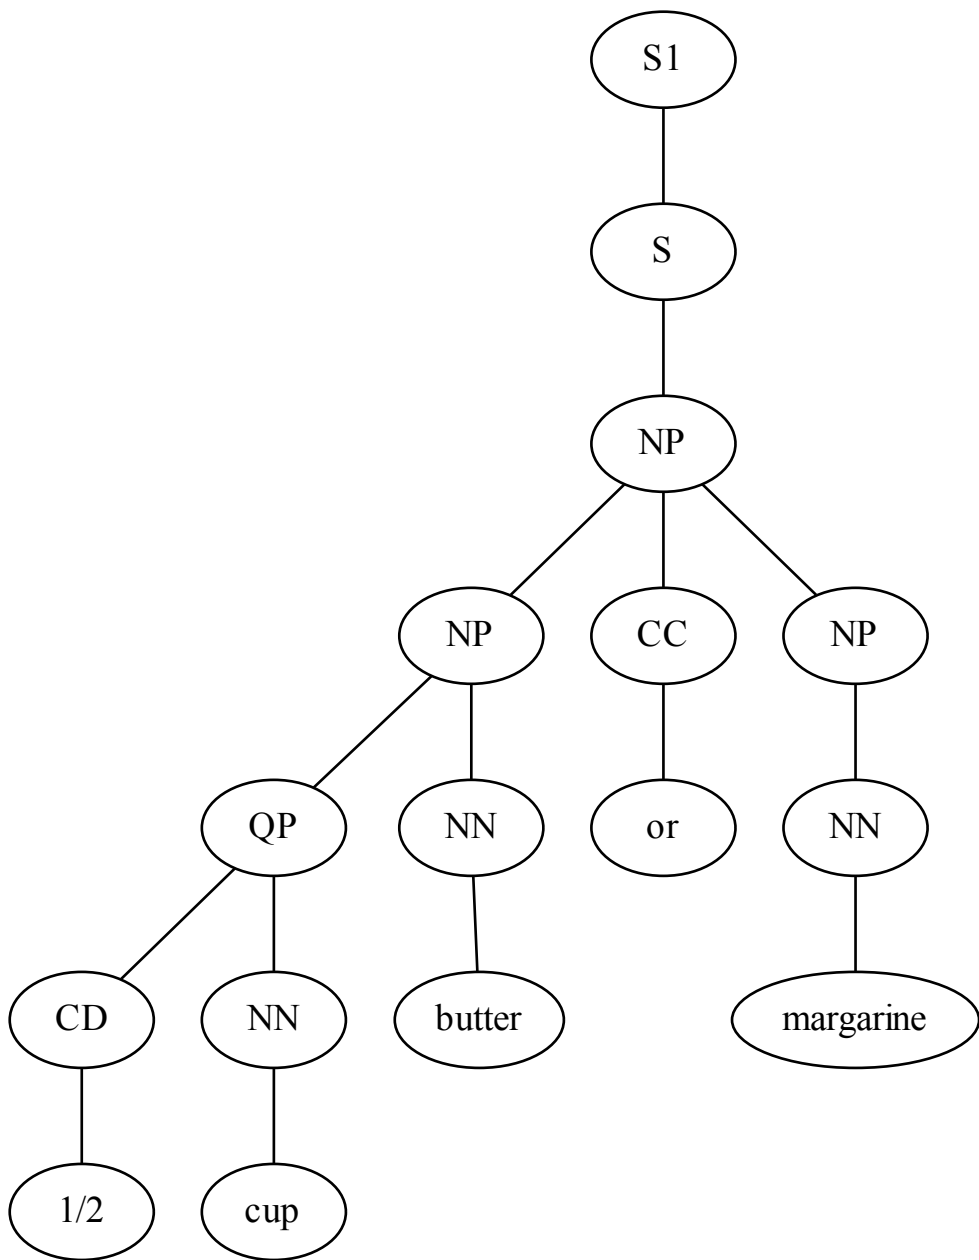 S1
S
NP
NP CC NP
QP NN or NN
CD NN butter margarine
1/2 cup